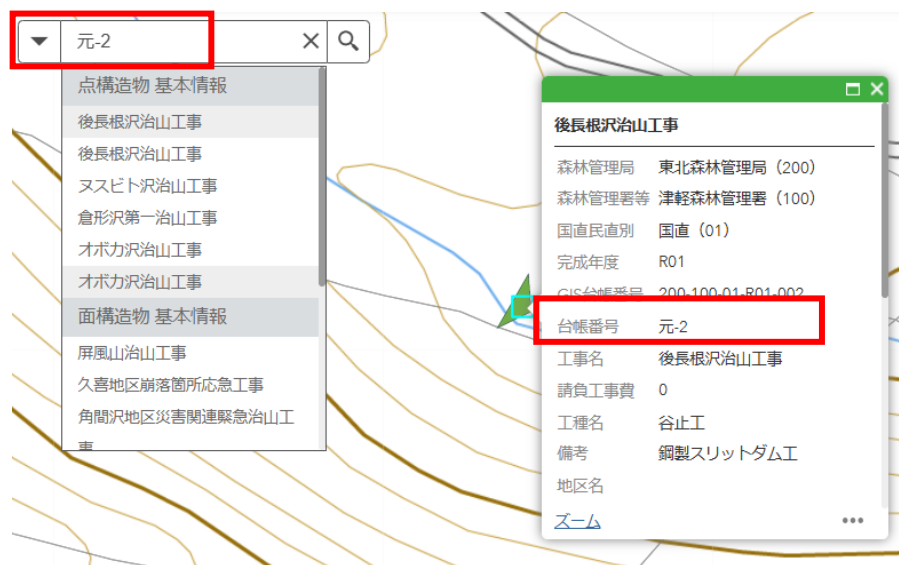 元-2
点構造物 基本情報
後長根沢治山工事
後長根沢治山工事
ヌスビト沢治山工事
倉形沢第一治山工事
オボカ沢治山工事
オボカ沢治山工事
面構造物 基本情報
屏風山治山工事
久喜地区崩落箇所応急工事
角間沢地区災害関連緊急治山工
事
後長根沢治山工事
森林管理局 東北森林管理局（200）
森林管理署等 津軽森林管理署（100）
国直民直別 国直（01）
完成年度 R01
GIS台帳番号 200-100-01-R01-002
台帳番号 元-2
工事名 後長根沢治山工事
請負工事費 0
工種名 谷止工
備考 鋼製スリットダム工
地区名
ズーム